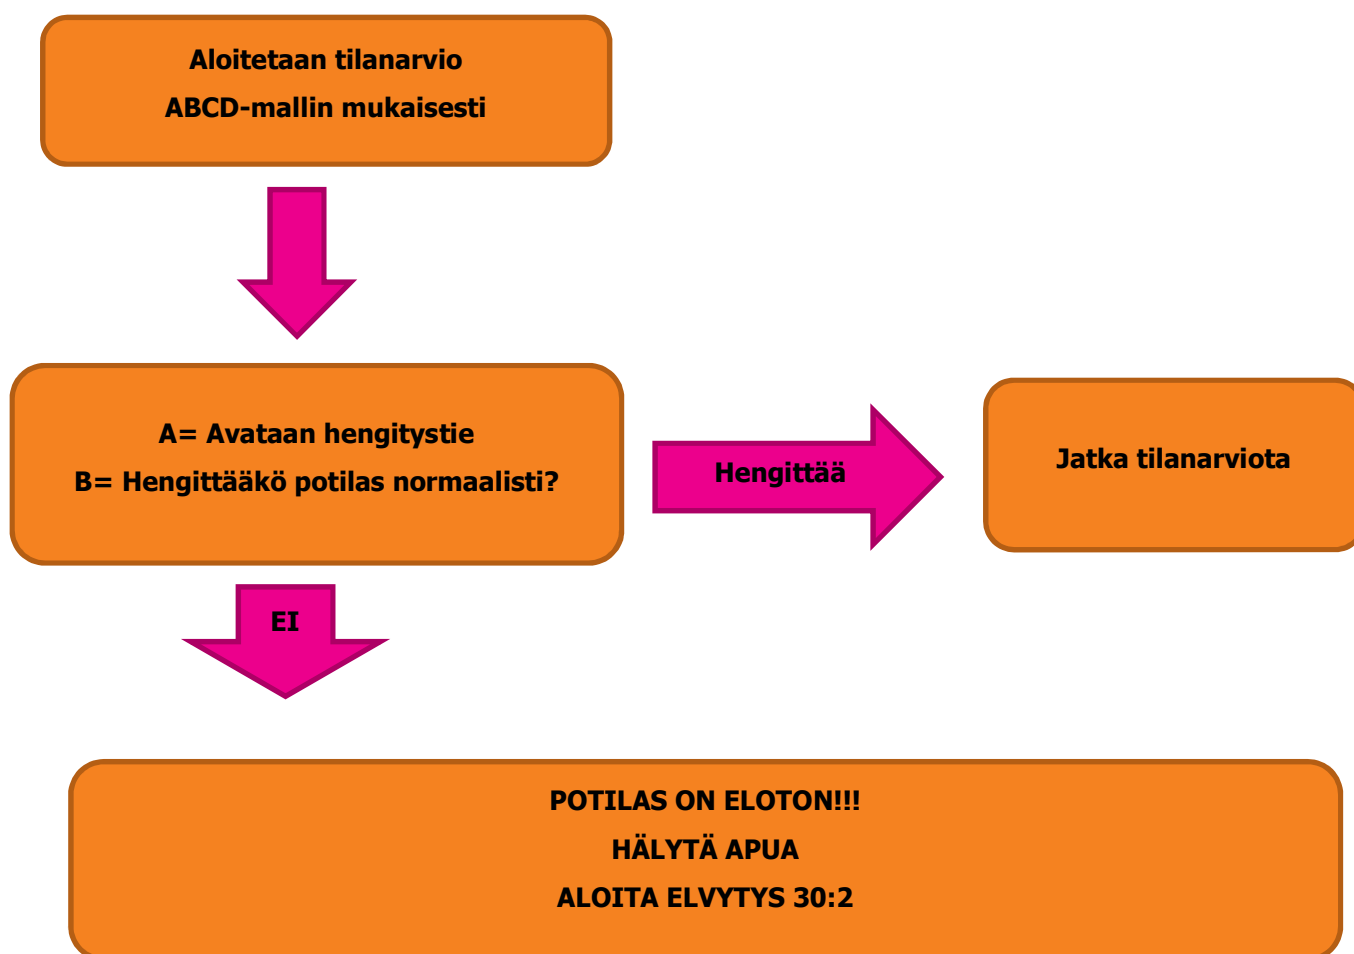 Aloitetaan tilanarvio
ABCD-mallin mukaisesti
A= Avataan hengitystie
B= Hengittääkö potilas normaalisti?
Hengittää
Jatka tilanarviota
EI
POTILAS ON ELOTON!!!
HÄLYTÄ APUA
ALOITA ELVYTYS 30:2